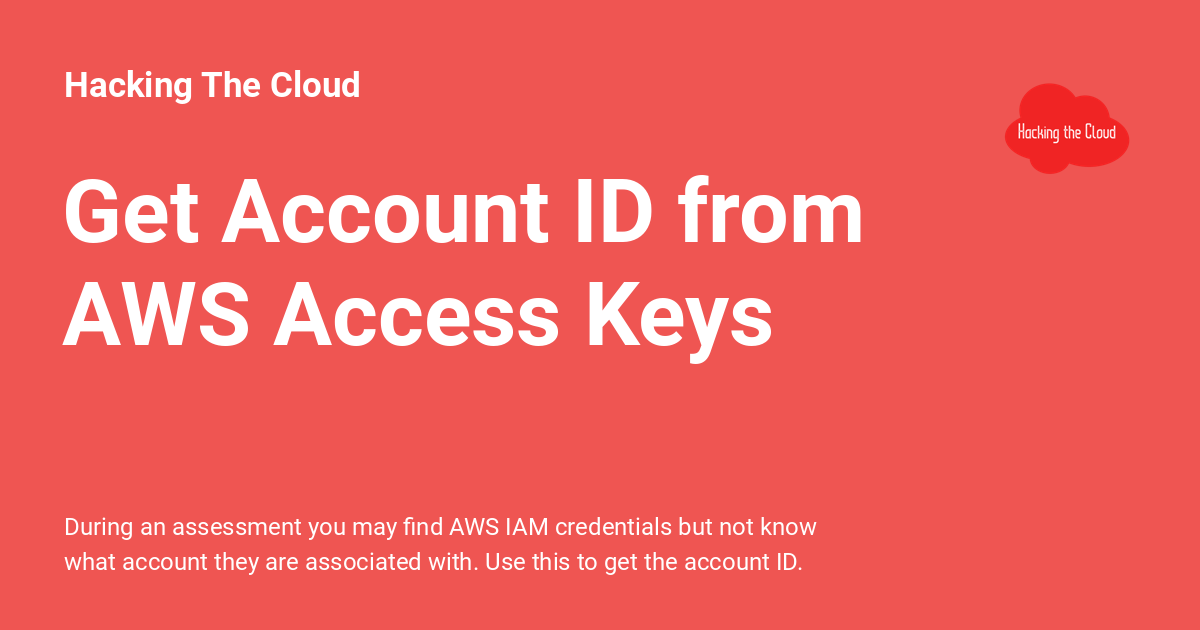 Hacking The Cloud
Hacking the Cloud
Get Account ID from
AWS Access Keys
During an assessment you may find AWS IAM credentials but not know
what account they are associated with. Use this to get the account ID.